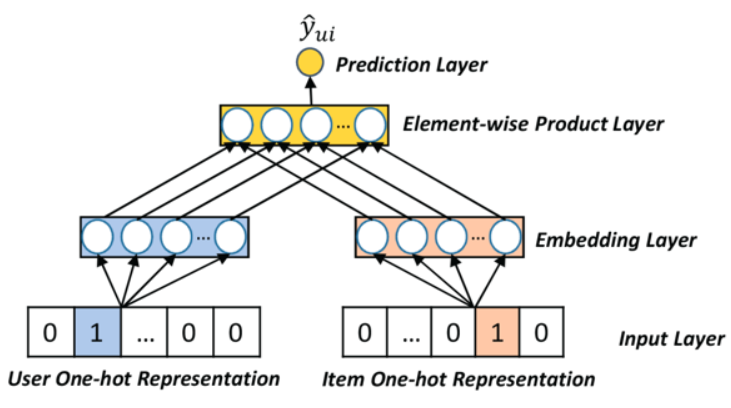 ŷui
Prediction Layer
... Element-wise Product Layer
... ... Embedding Layer
0 1 ... 0 0 0 ... 0 1 0 Input Layer
User One-hot Representation Item One-hot Representation